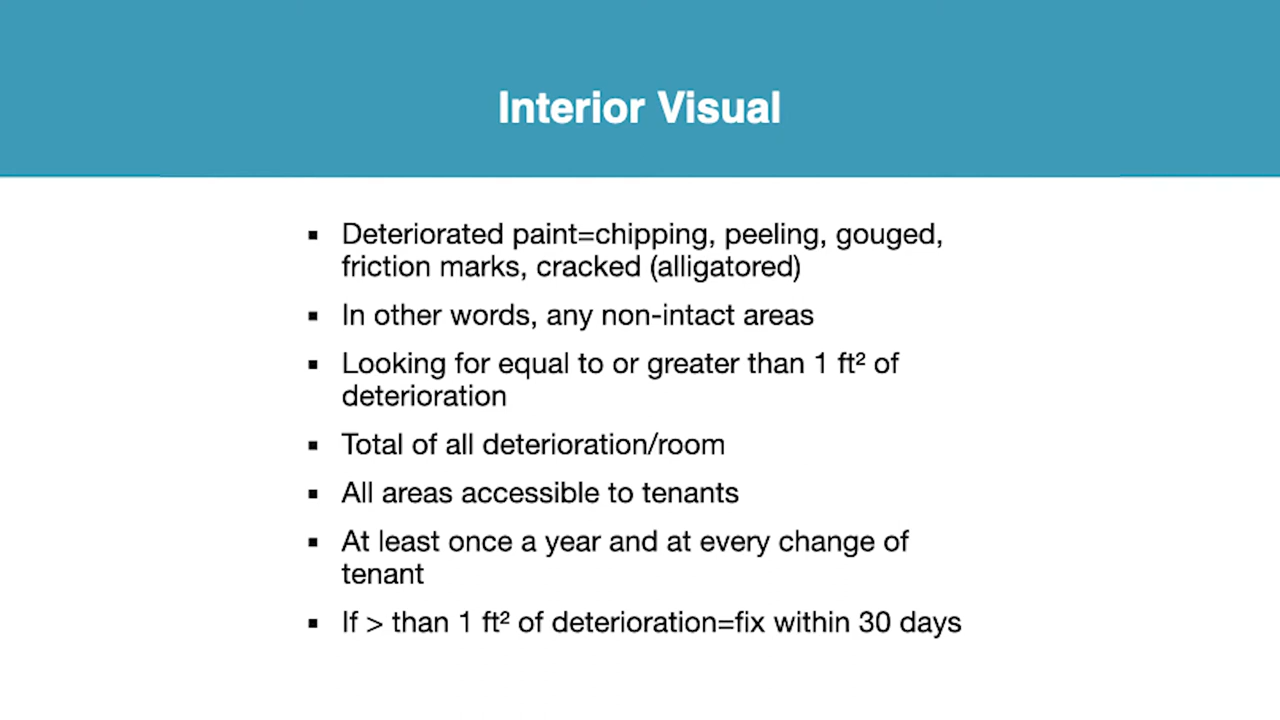 Interior Visual
▪ Deteriorated paint=chipping, peeling, gouged,
friction marks, cracked (alligatored)
▪ In other words, any non-intact areas
▪ Looking for equal to or greater than 1 ft² of
deterioration
▪ Total of all deterioration/room
▪ All areas accessible to tenants
▪ At least once a year and at every change of
tenant
▪ If > than 1 ft² of deterioration=fix within 30 days